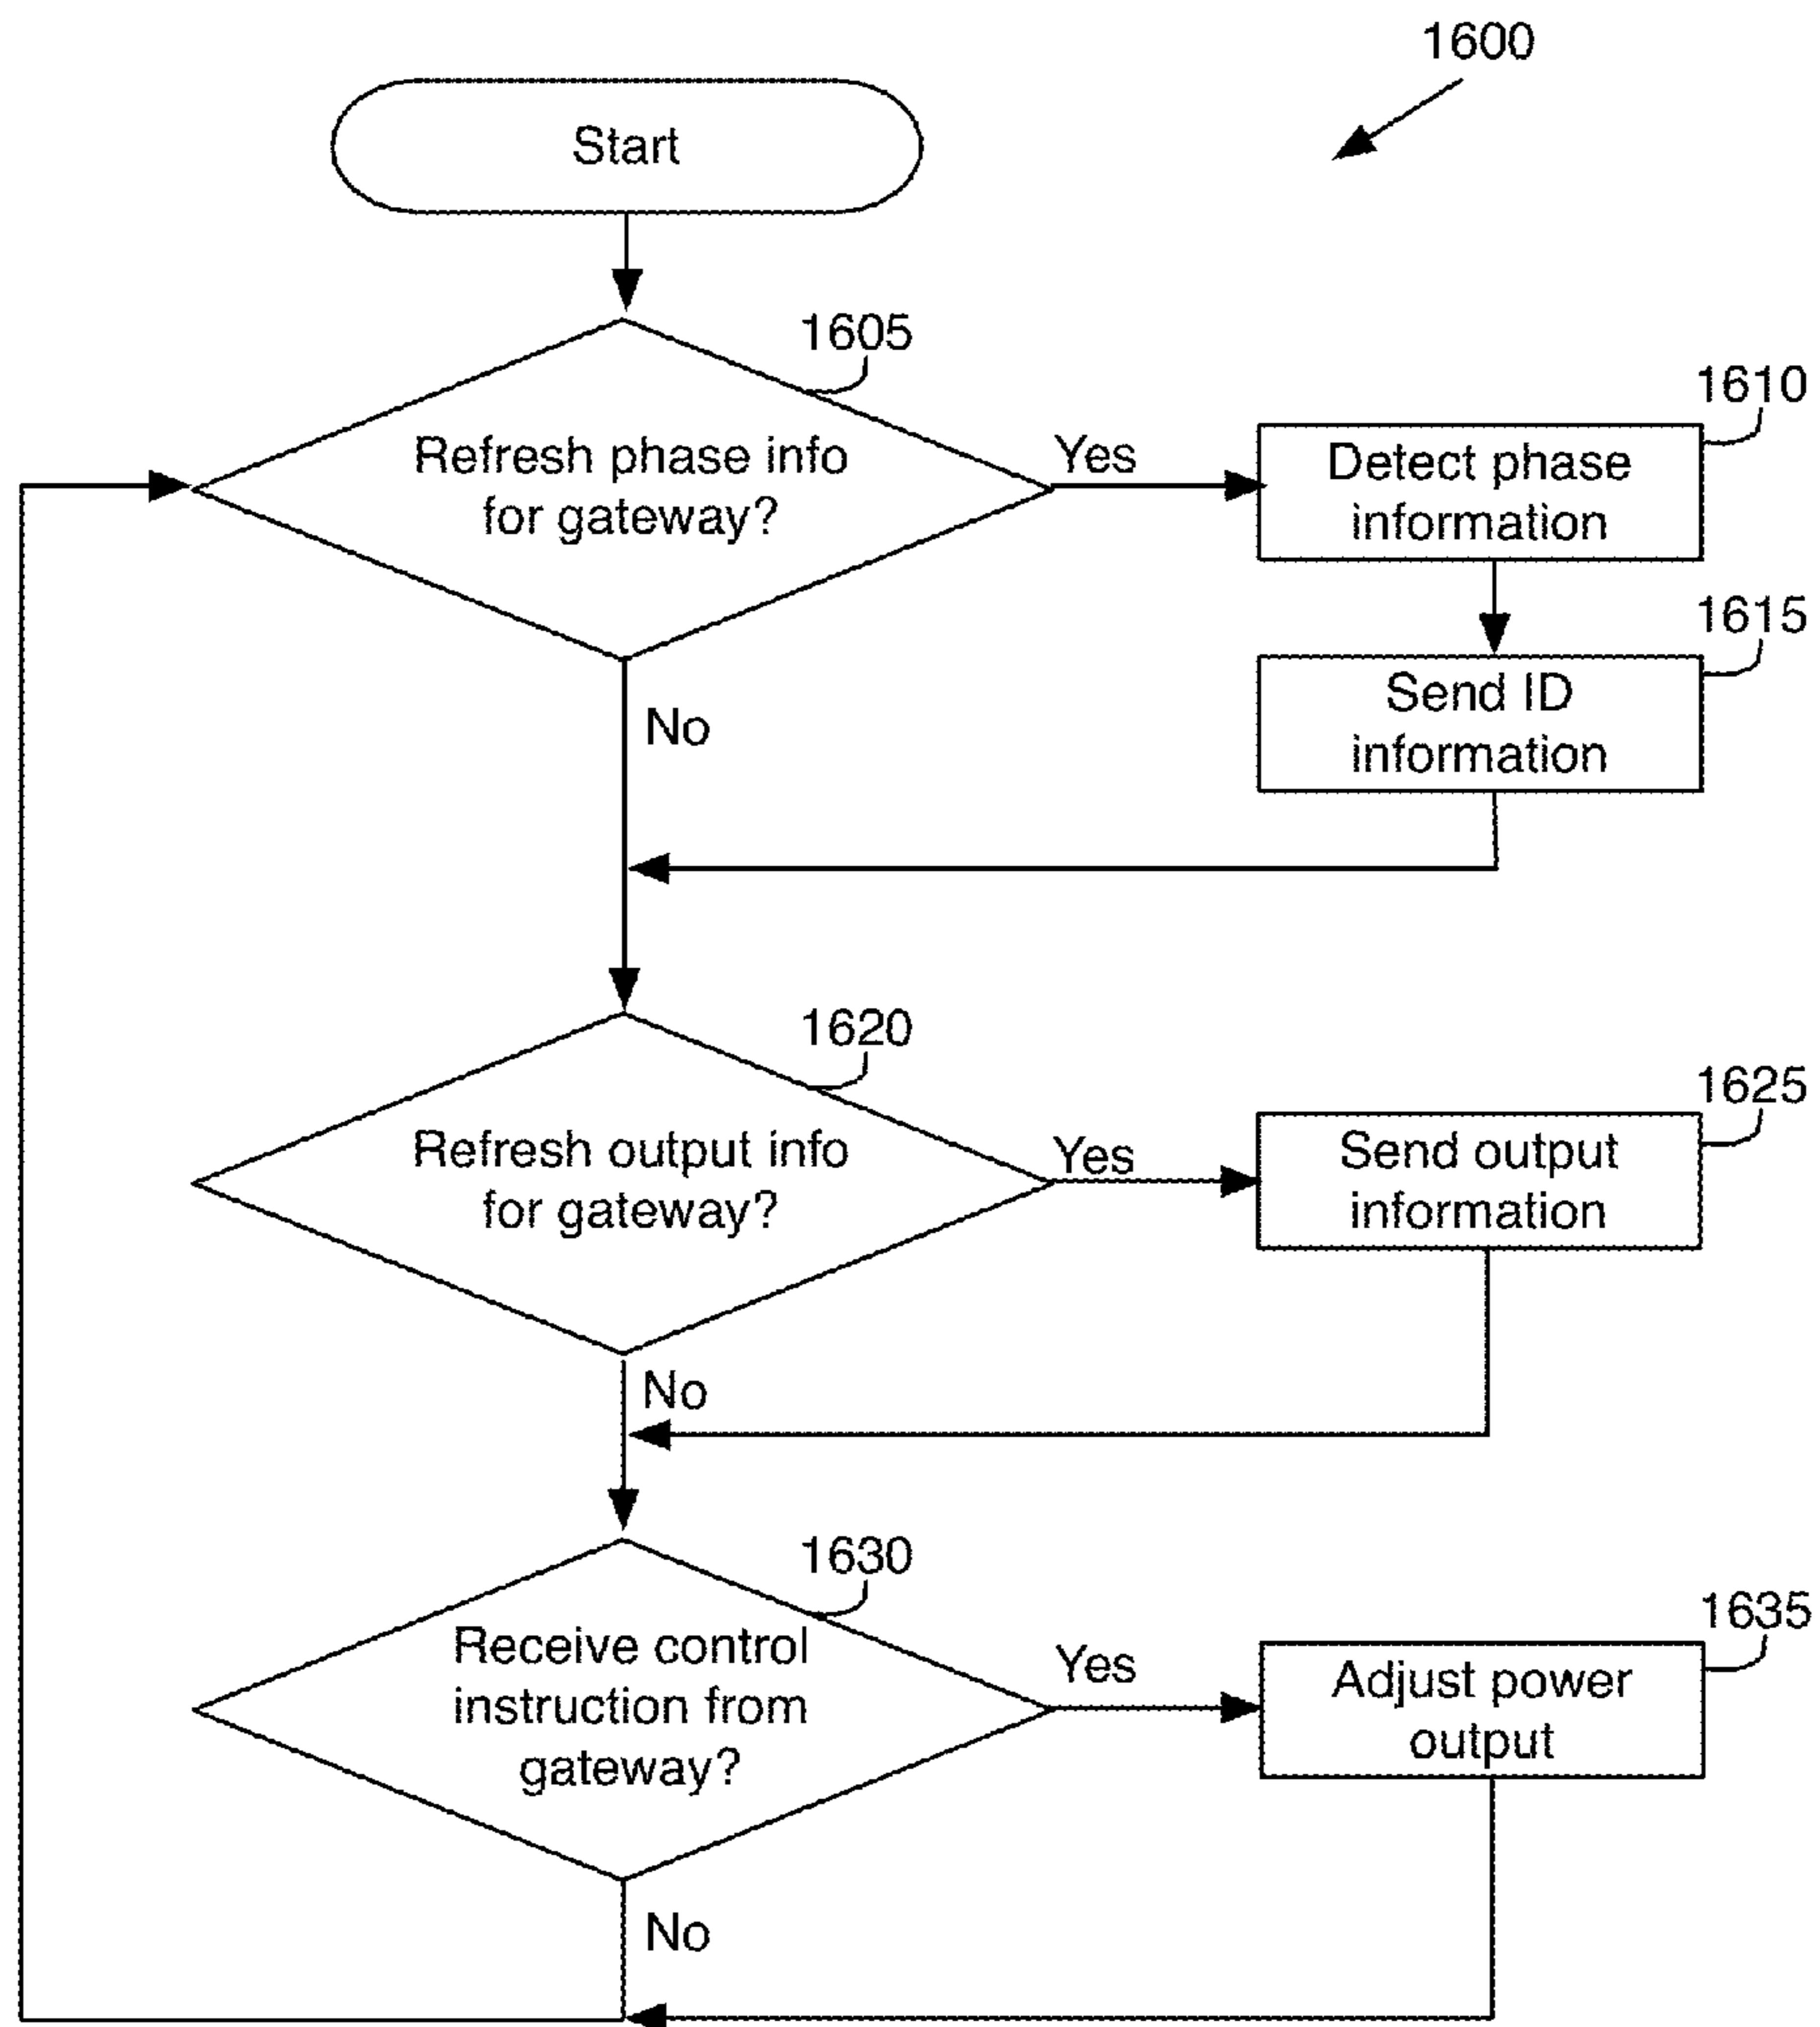 1600
Start
1605
Refresh phase info
for gateway?
Yes
1610
Detect phase
information
1615
Send ID
information
No
1620
Refresh output info
for gateway?
Yes
1625
Send output
information
No
1630
Receive control
instruction from
gateway?
Yes
1635
Adjust power
output
No